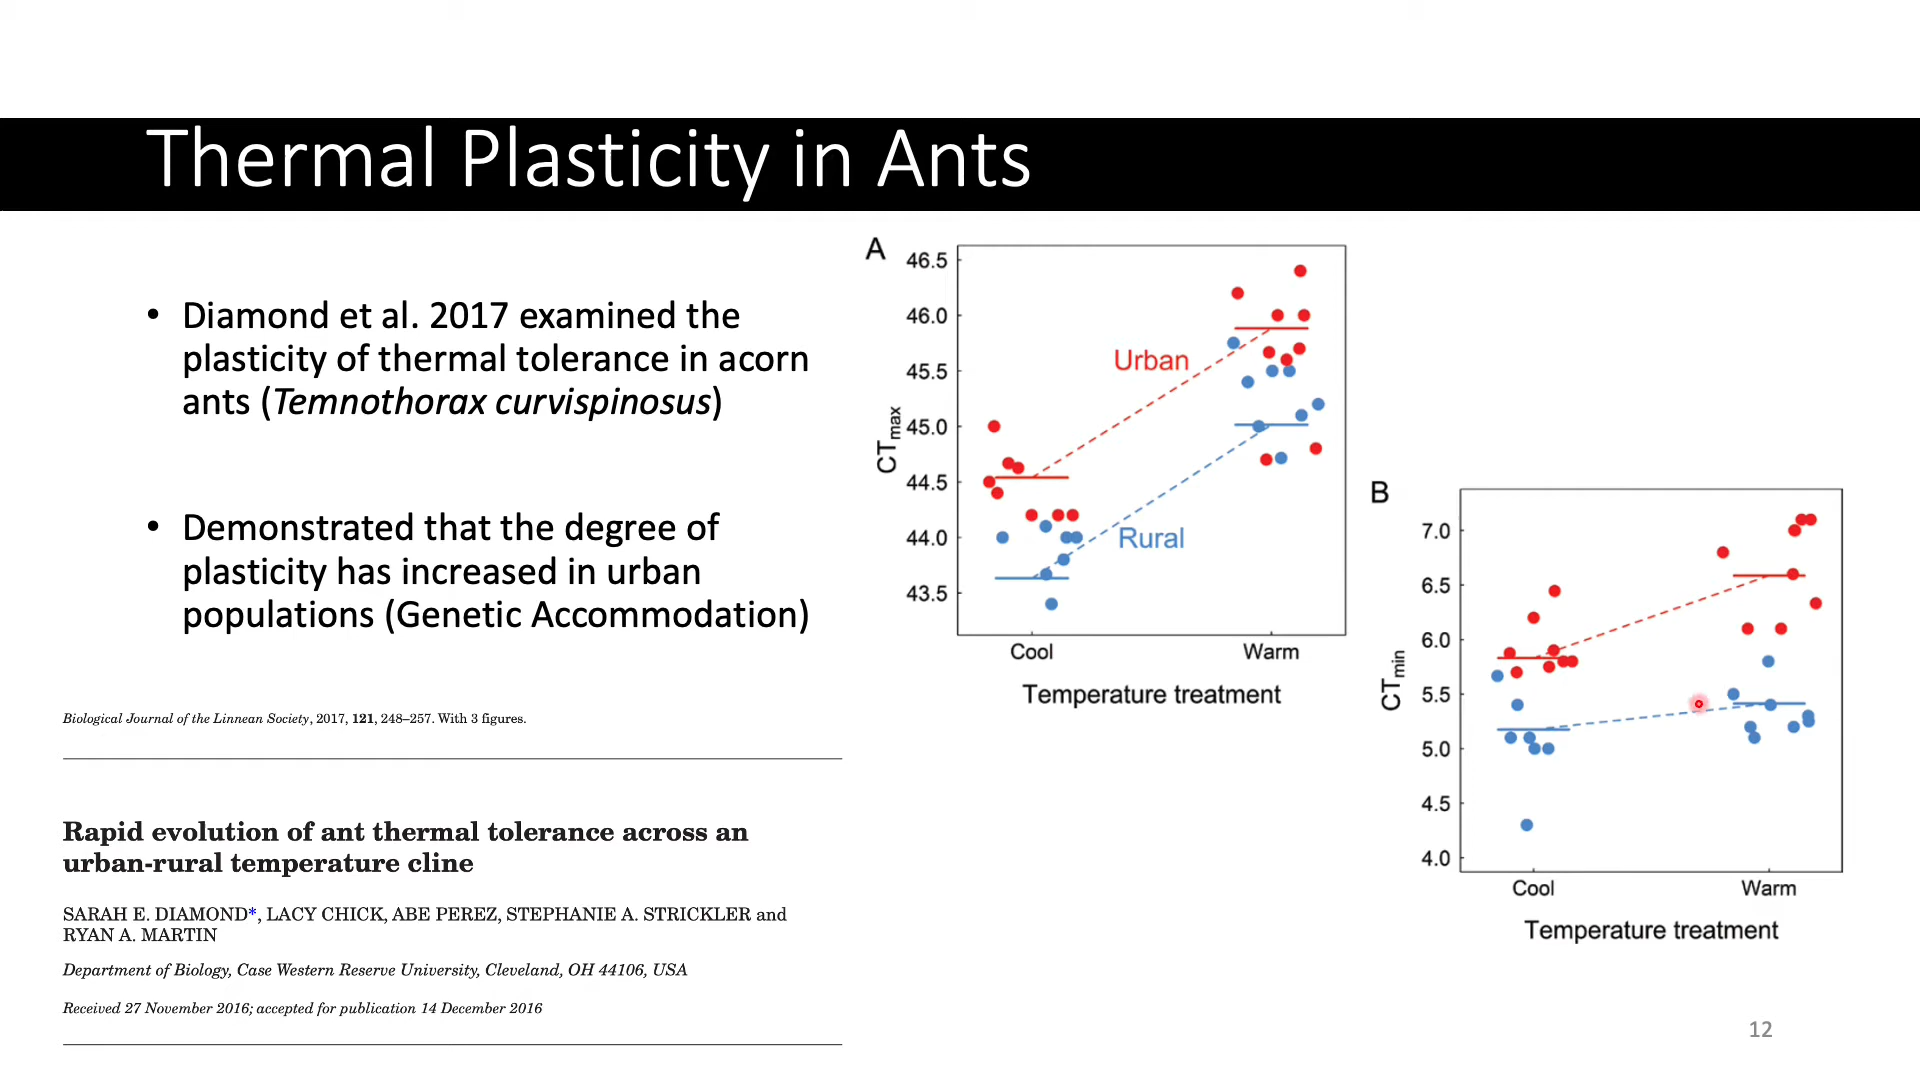 Thermal Plasticity in Ants
• Diamond et al. 2017 examined the
plasticity of thermal tolerance in acorn
ants (Temnothorax curvispinosus)
• Demonstrated that the degree of
plasticity has increased in urban
populations (Genetic Accommodation)
Biological Journal of the Linnean Society, 2017, 121, 248–257. With 3 figures.
Rapid evolution of ant thermal tolerance across an
urban-rural temperature cline
SARAH E. DIAMOND*, LACY CHICK, ABE PEREZ, STEPHANIE A. STRICKLER and
RYAN A. MARTIN
Department of Biology, Case Western Reserve University, Cleveland, OH 44106, USA
Received 27 November 2016; accepted for publication 14 December 2016
A
46.5
46.0
45.5
45.0
44.5
44.0
43.5
CTmax
Urban
Rural
Cool Warm
Temperature treatment
B
7.0
6.5
6.0
5.5
5.0
4.5
4.0
CTmin
Cool Warm
Temperature treatment
12